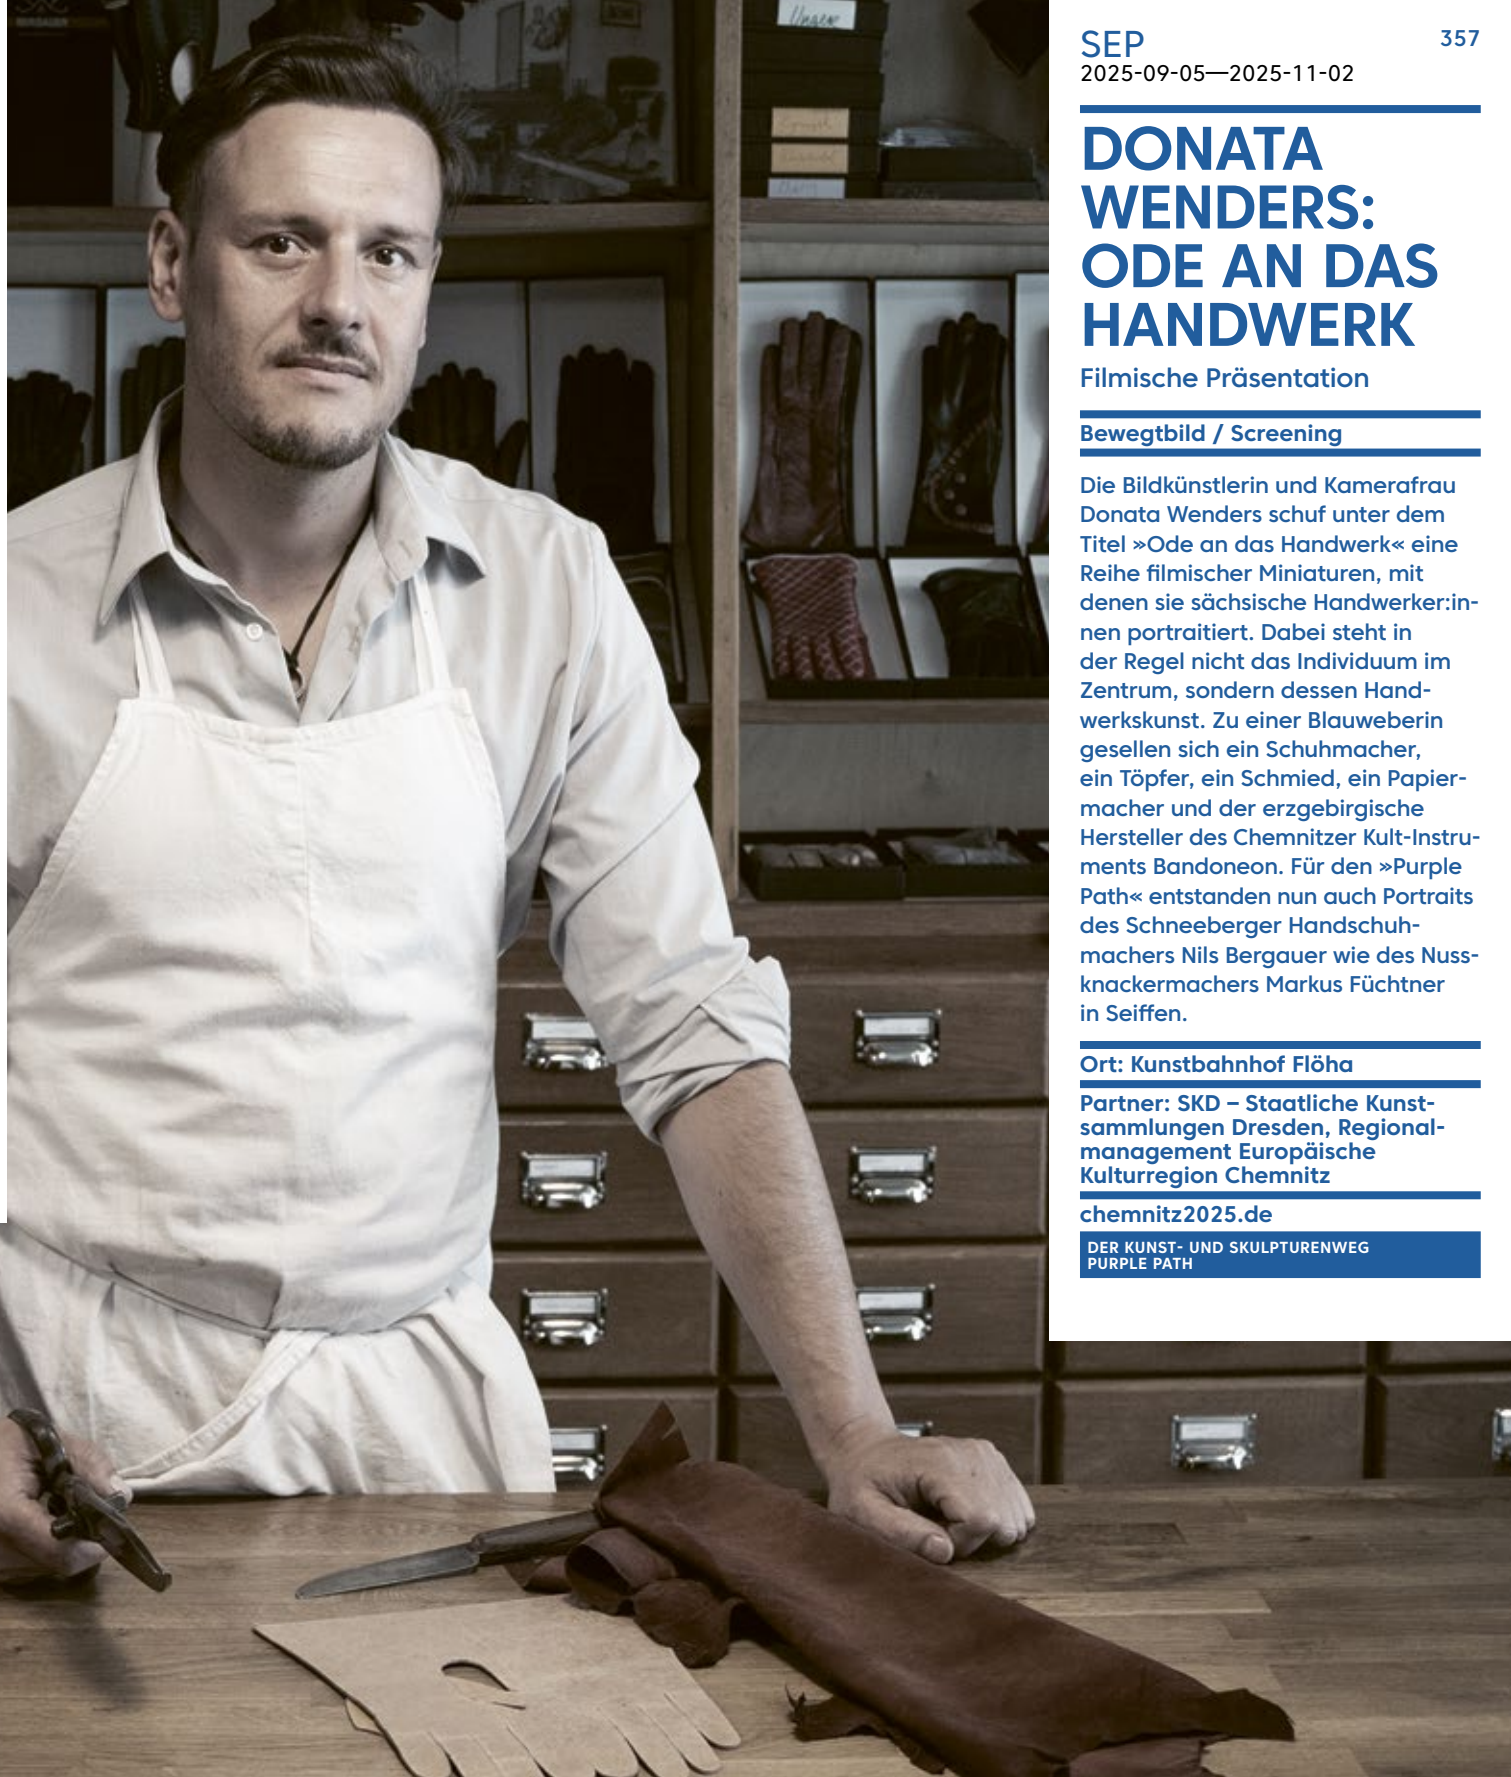 SEP
357
2025-09-05—2025-11-02
DONATA
WENDERS:
ODE AN DAS
HANDWERK
Filmische Präsentation
Bewegtbild / Screening
Die Bildkünstlerin und Kamerafrau
Donata Wenders schuf unter dem
Titel »Ode an das Handwerk« eine
Reihe filmischer Miniaturen, mit
denen sie sächsische Handwerker:in-
nen portraitiert. Dabei steht in
der Regel nicht das Individuum im
Zentrum, sondern dessen Hand-
werkskunst. Zu einer Blauweberin
gesellen sich ein Schuhmacher,
ein Töpfer, ein Schmied, ein Papier-
macher und der erzgebirgische
Hersteller des Chemnitzer Kult-Instru-
ments Bandoneon. Für den »Purple
Path« entstanden nun auch Portraits
des Schneeberger Handschuh-
machers Nils Bergauer wie des Nuss-
knackermachers Markus Füchtner
in Seiffen.
Ort: Kunstbahnhof Flöha
Partner: SKD – Staatliche Kunst-
sammlungen Dresden, Regional-
management Europäische
Kulturregion Chemnitz
chemnitz2025.de
DER KUNST- UND SKULPTURENWEG
PURPLE PATH